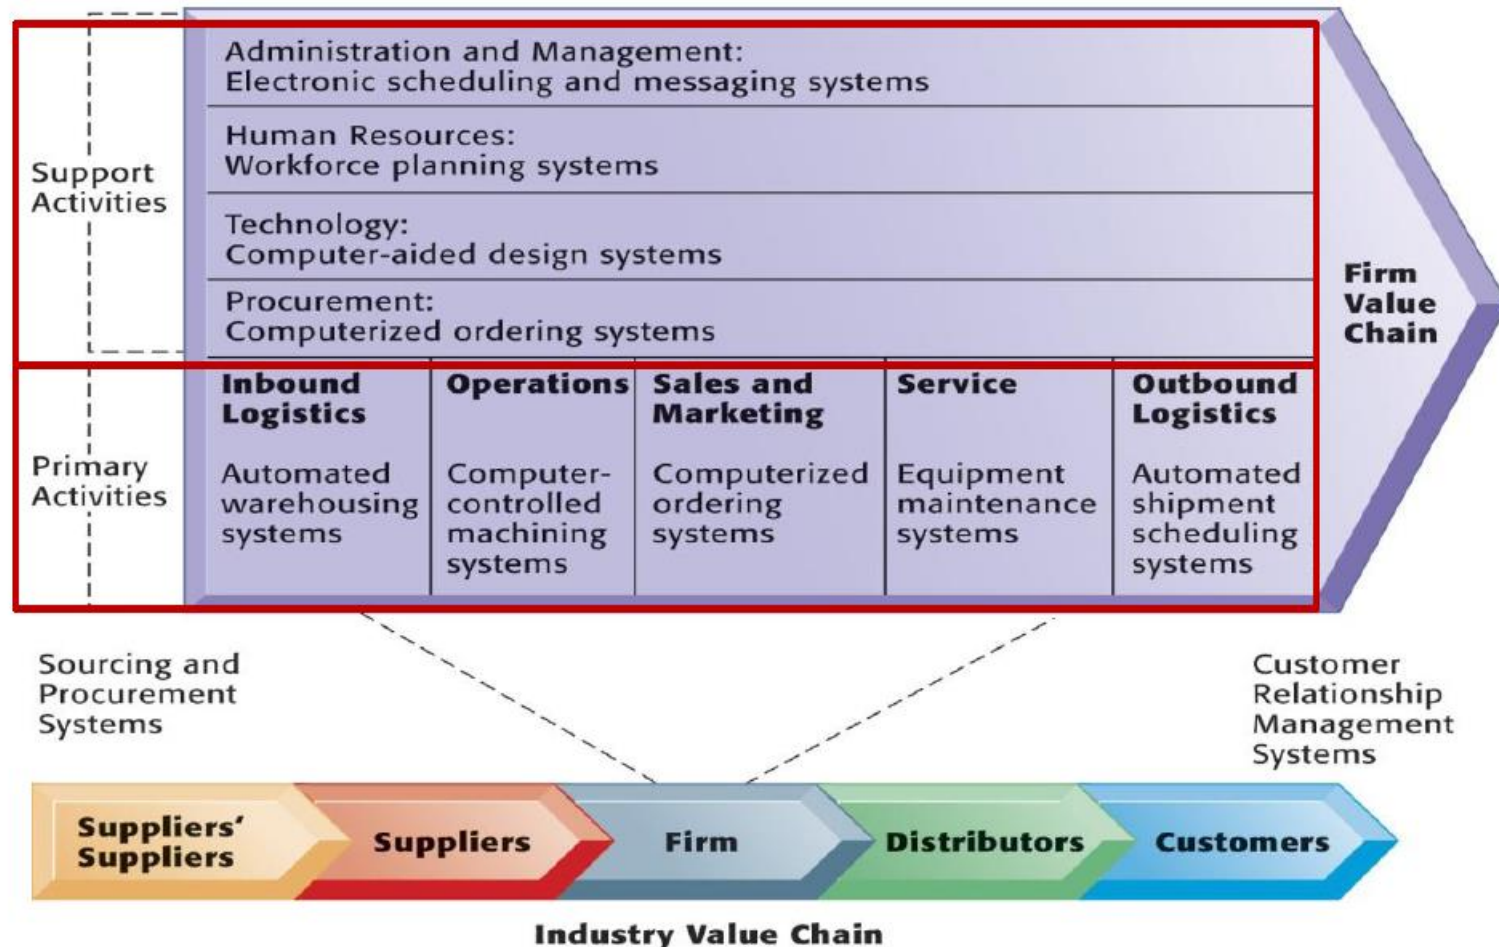 Support
Activities
Administration and Management:
Electronic scheduling and messaging systems
Human Resources:
Workforce planning systems
Technology:
Computer-aided design systems
Procurement:
Computerized ordering systems
Firm
Value
Chain
Primary
Activities
Inbound
Logistics
Automated
warehousing
systems
Operations
Computer-
controlled
machining
systems
Sales and
Marketing
Computerized
ordering
systems
Service
Equipment
maintenance
systems
Outbound
Logistics
Automated
shipment
scheduling
systems
Sourcing and
Procurement
Systems
Customer
Relationship
Management
Systems
Suppliers’
Suppliers
Suppliers
Firm
Distributors
Customers
Industry Value Chain